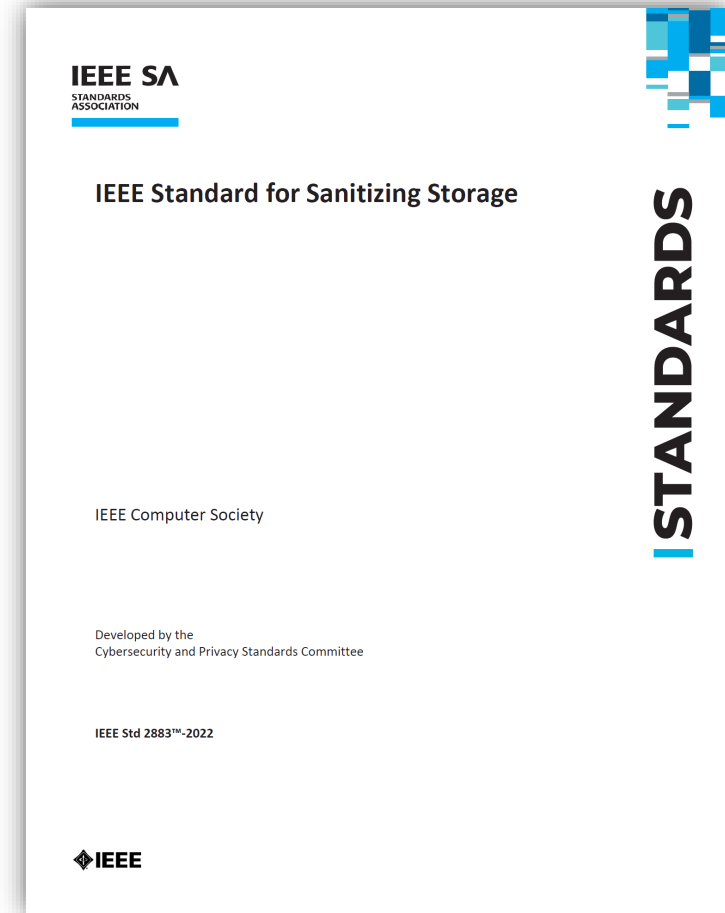 IEEE SA
STANDARDS
ASSOCIATION
IEEE Standard for Sanitizing Storage
STANDARDS
IEEE Computer Society
Developed by the
Cybersecurity and Privacy Standards Committee
IEEE Std 2883™-2022
IEEE